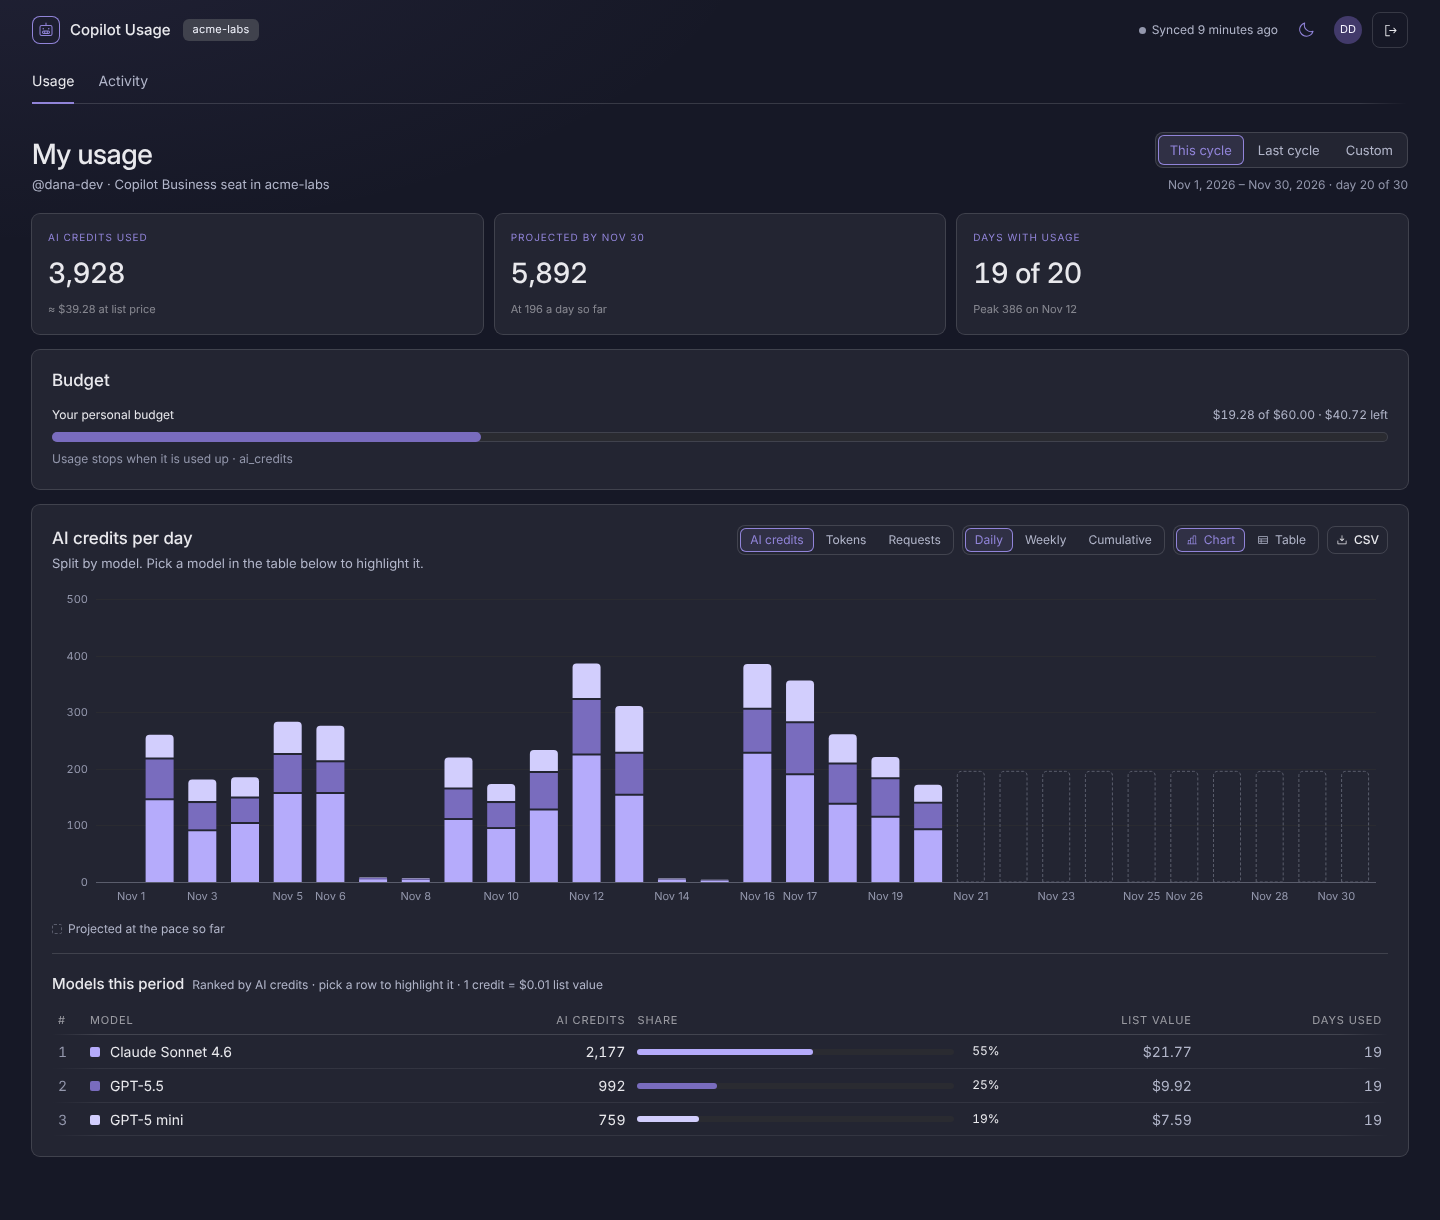 Copilot Usage
acme-labs
Synced 9 minutes ago
DD
Usage
Activity
My usage
@dana-dev · Copilot Business seat in acme-labs
This cycle
Last cycle
Custom
Nov 1, 2026 – Nov 30, 2026 · day 20 of 30
AI CREDITS USED
3,928
≈ $39.28 at list price
PROJECTED BY NOV 30
5,892
At 196 a day so far
DAYS WITH USAGE
19 of 20
Peak 386 on Nov 12
Budget
Your personal budget
$19.28 of $60.00 · $40.72 left
Usage stops when it is used up · ai_credits
AI credits per day
Split by model. Pick a model in the table below to highlight it.
AI credits
Tokens
Requests
Daily
Weekly
Cumulative
Chart
Table
CSV
500
400
300
200
100
0
Nov 1
Nov 3
Nov 5
Nov 6
Nov 8
Nov 10
Nov 12
Nov 14
Nov 16
Nov 17
Nov 19
Nov 21
Nov 23
Nov 25
Nov 26
Nov 28
Nov 30
Projected at the pace so far
Models this period
Ranked by AI credits · pick a row to highlight it · 1 credit = $0.01 list value
# MODEL AI CREDITS SHARE LIST VALUE DAYS USED
1 Claude Sonnet 4.6 2,177 55% $21.77 19
2 GPT-5.5 992 25% $9.92 19
3 GPT-5 mini 759 19% $7.59 19